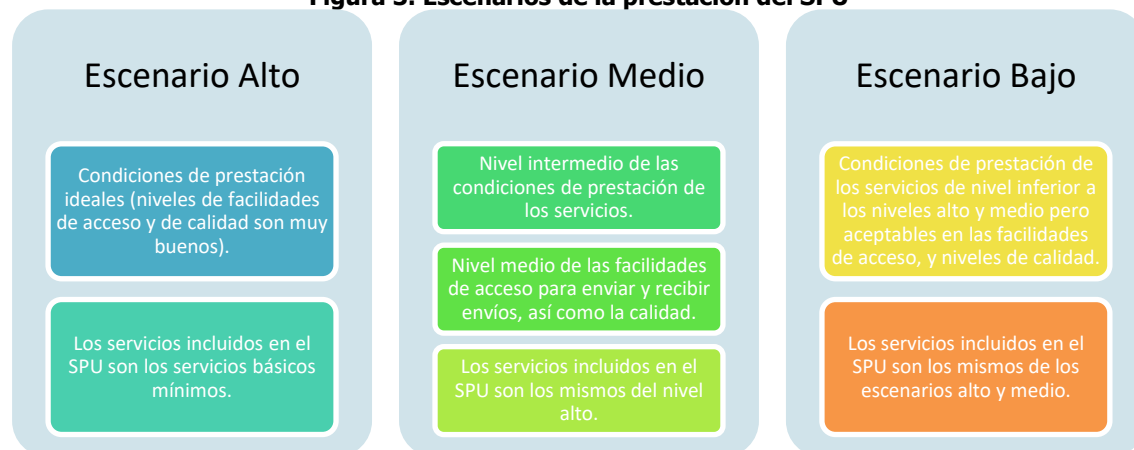 Figura 3. Escenarios de la prestación del SPU
Escenario Alto
Condiciones de prestación
ideales (niveles de facilidades
de acceso y de calidad son muy
buenos).
Los servicios incluidos en el
SPU son los servicios básicos
mínimos.
Escenario Medio
Nivel intermedio de las
condiciones de prestación de
los servicios.
Nivel medio de las facilidades
de acceso para enviar y recibir
envíos, así como la calidad.
Los servicios incluidos en el
SPU son los mismos del nivel
alto.
Escenario Bajo
Condiciones de prestación de
los servicios de nivel inferior a
los niveles alto y medio pero
aceptables en las facilidades
de acceso, y niveles de calidad.
Los servicios incluidos en el
SPU son los mismos de los
escenarios alto y medio.